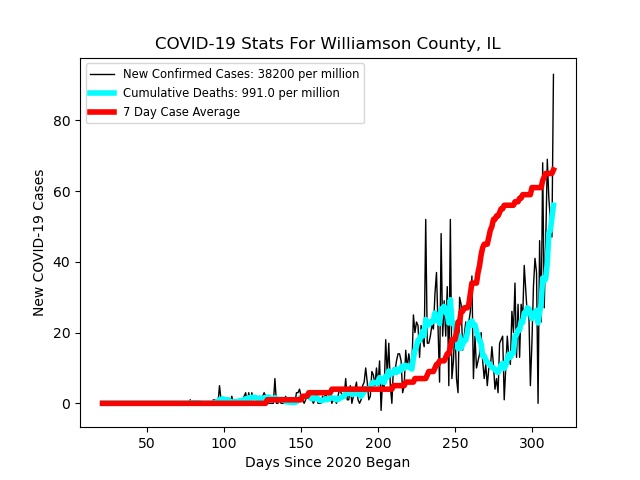 COVID-19 Stats For Williamson County, IL
New Confirmed Cases: 38200 per million
Cumulative Deaths: 991.0 per million
7 Day Case Average
New COVID-19 Cases
80
60
40
20
0
50 100 150 200 250 300
Days Since 2020 Began